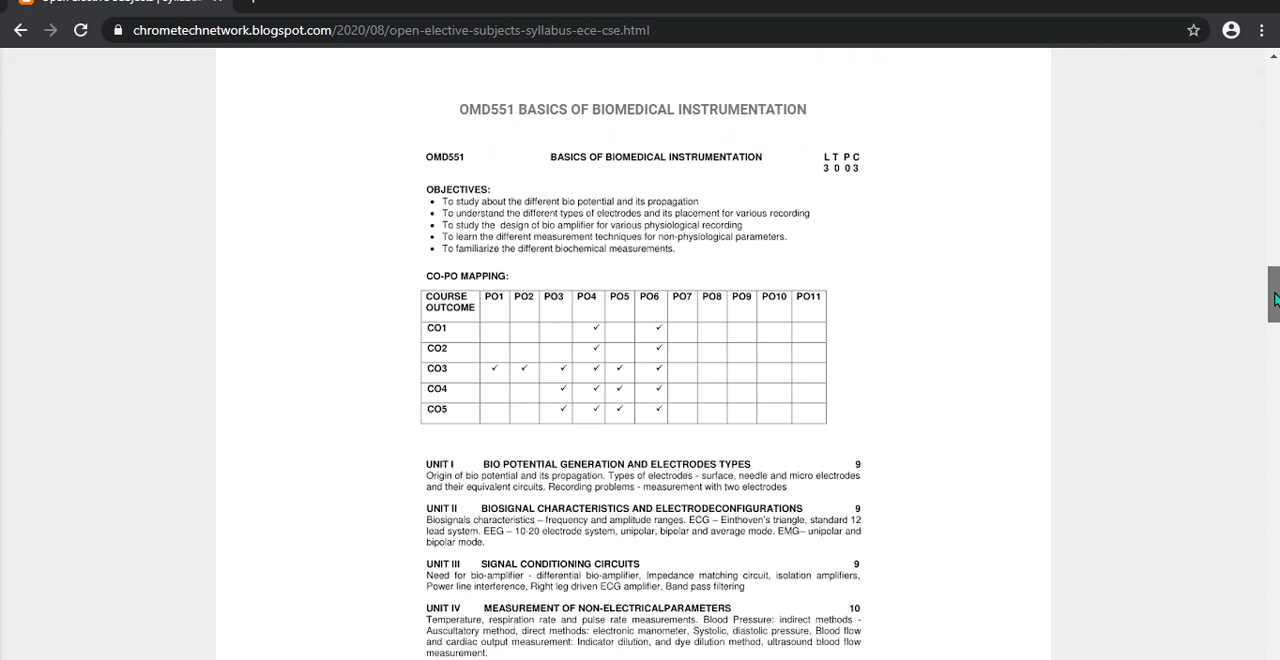 chrometechnetwork.blogspot.com/2020/08/open-elective-subjects-syllabus-ece-cse.html
OMD551 BASICS OF BIOMEDICAL INSTRUMENTATION
OMD551 BASICS OF BIOMEDICAL INSTRUMENTATION L T P C
3 0 0 3
OBJECTIVES:
• To study about the different bio potential and its propagation
• To understand the different types of electrodes and its placement for various recording
• To study the design of bio amplifier for various physiological recording
• To learn the different measurement techniques for non-physiological parameters.
• To familiarize the different biochemical measurements.
CO-PO MAPPING:
COURSE OUTCOME PO1 PO2 PO3 PO4 PO5 PO6 PO7 PO8 PO9 PO10 PO11
CO1 ✓ ✓
CO2 ✓ ✓
CO3 ✓ ✓ ✓ ✓ ✓ ✓
CO4 ✓ ✓ ✓ ✓
CO5 ✓ ✓ ✓ ✓
UNIT I BIO POTENTIAL GENERATION AND ELECTRODES TYPES 9
Origin of bio potential and its propagation. Types of electrodes - surface, needle and micro electrodes
and their equivalent circuits. Recording problems - measurement with two electrodes
UNIT II BIOSIGNAL CHARACTERISTICS AND ELECTRODECONFIGURATIONS 9
Biosignals characteristics – frequency and amplitude ranges. ECG – Einthoven's triangle, standard 12
lead system. EEG – 10-20 electrode system, unipolar, bipolar and average mode. EMG– unipolar and
bipolar mode.
UNIT III SIGNAL CONDITIONING CIRCUITS 9
Need for bio-amplifier - differential bio-amplifier, Impedance matching circuit, isolation amplifiers,
Power line interference, Right leg driven ECG amplifier, Band pass filtering
UNIT IV MEASUREMENT OF NON-ELECTRICALPARAMETERS 10
Temperature, respiration rate and pulse rate measurements. Blood Pressure: indirect methods -
Auscultatory method, direct methods: electronic manometer, Systolic, diastolic pressure, Blood flow
and cardiac output measurement: Indicator dilution, and dye dilution method, ultrasound blood flow
measurement.